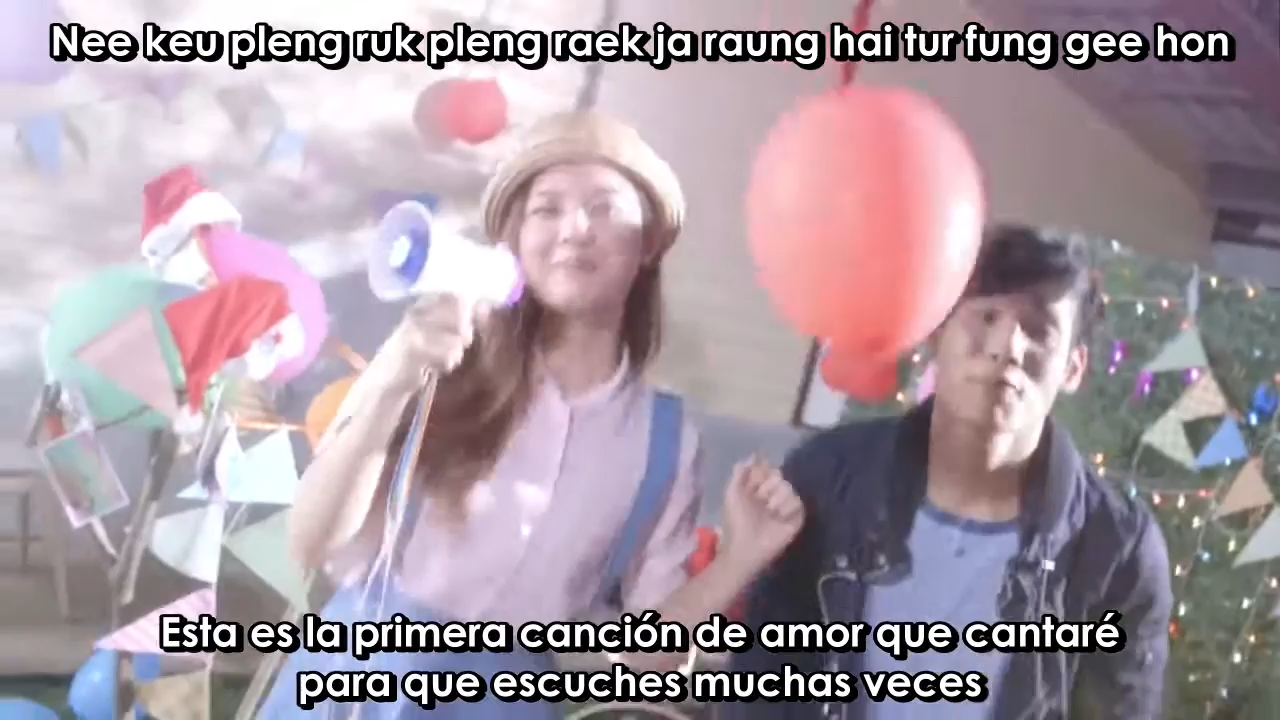 Nee keu pleng ruk pleng raek ja raung hai tur fung gee hon
Esta es la primera canción de amor que cantaré
para que escuches muchas veces